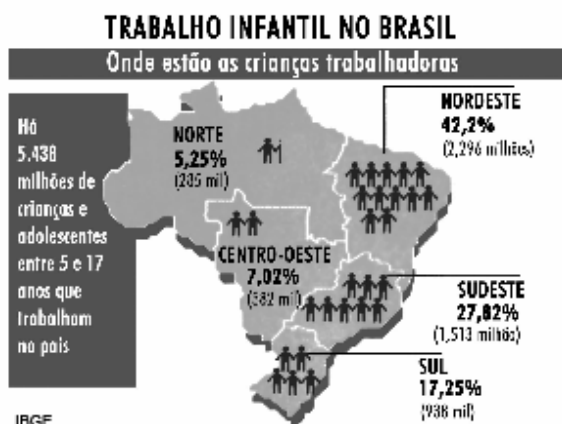 TRABALHO INFANTIL NO BRASIL
Onde estão as crianças trabalhadoras
Há
5.438
milhões de
crianças e
adolescentes
entre 5 e 17
anos que
trabalham
no país
NORTE
5,25%
(285 mil)
NORDESTE
42,2%
(2,296 milhões)
CENTRO-OESTE
7,02%
(382 mil)
SUDESTE
27,82%
(1,513 milhão)
SUL
17,25%
(938 mil)
IBGE